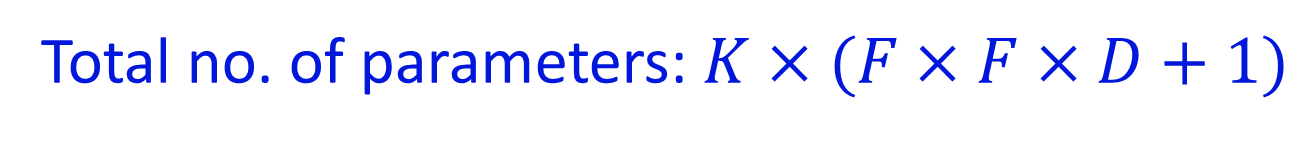 Total no. of parameters: K × (F × F × D + 1)